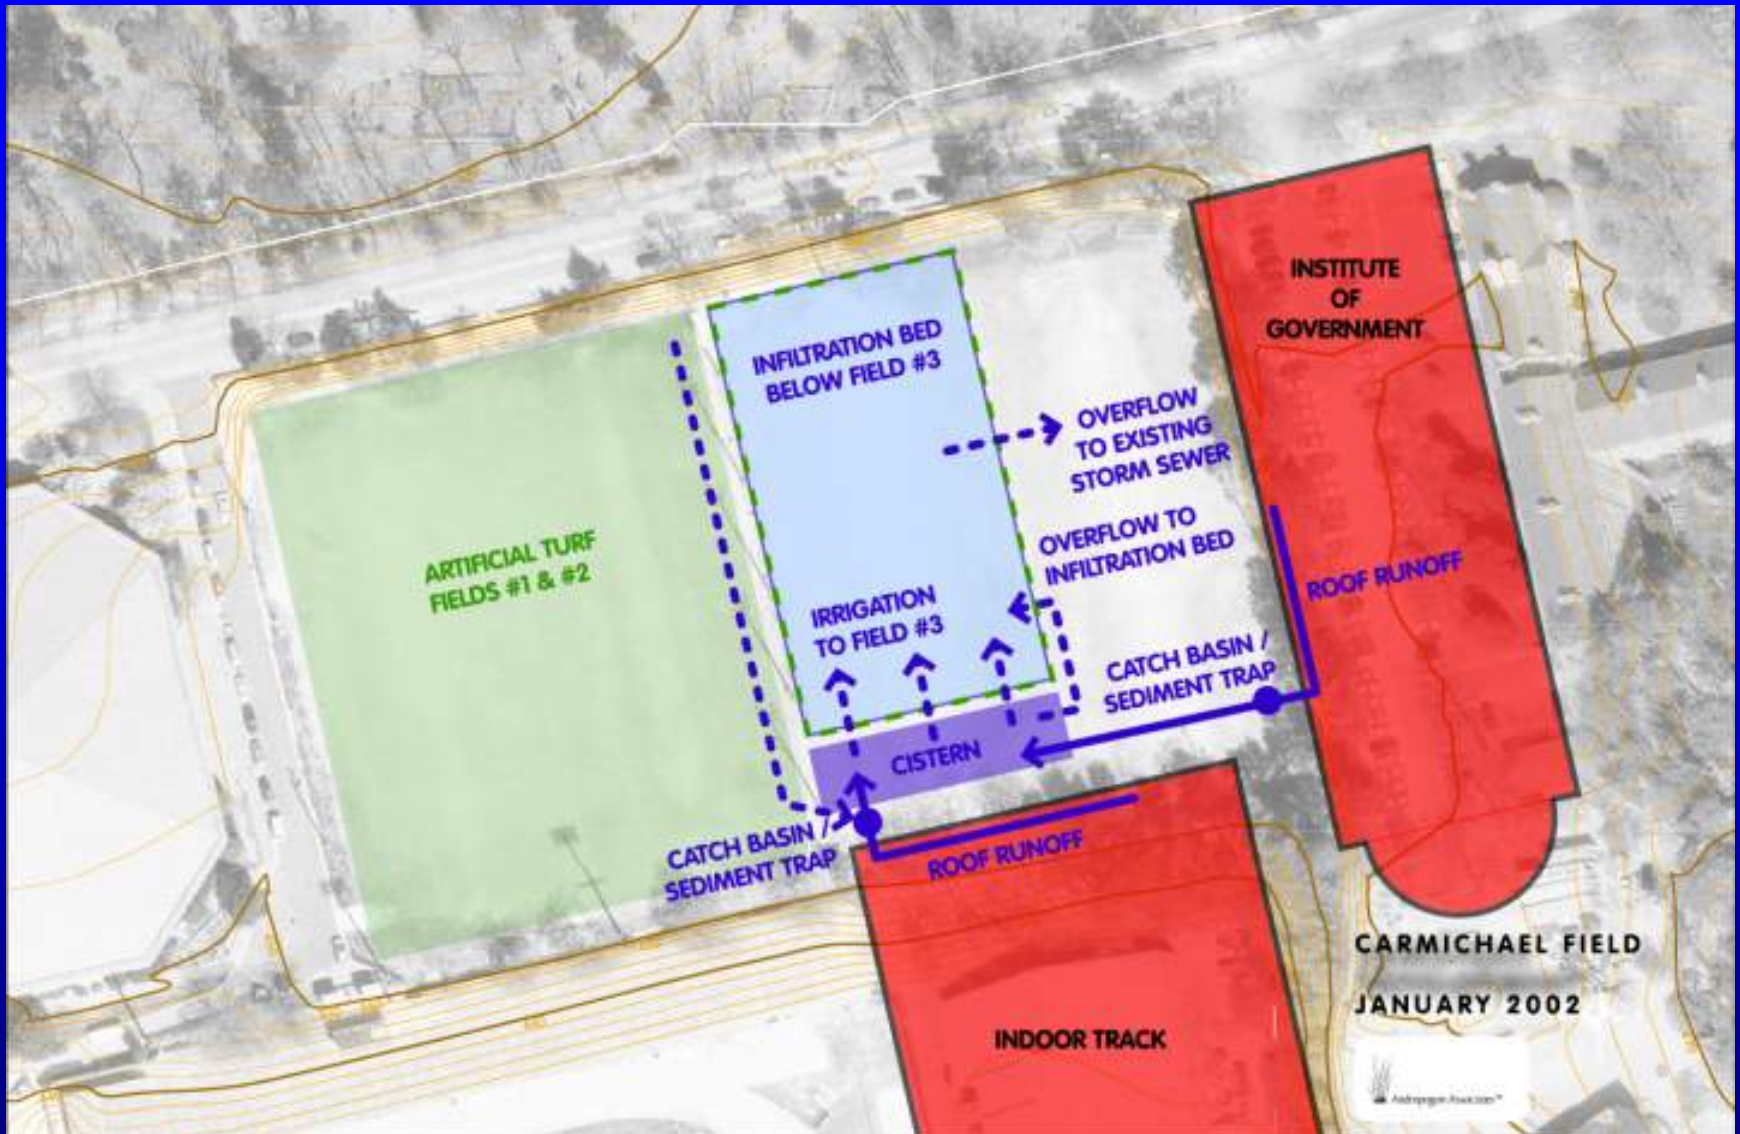 INSTITUTE
OF
GOVERNMENT
INFILTRATION BED
BELOW FIELD #3
OVERFLOW
TO EXISTING
STORM SEWER
ARTIFICIAL TURF
FIELDS #1 & #2
OVERFLOW TO
INFILTRATION BED
IRRIGATION
TO FIELD #3
ROOF RUNOFF
CATCH BASIN /
SEDIMENT TRAP
CISTERN
CATCH BASIN /
SEDIMENT TRAP
ROOF RUNOFF
INDOOR TRACK
CARMICHAEL FIELD
JANUARY 2002
Andropogon Associates™